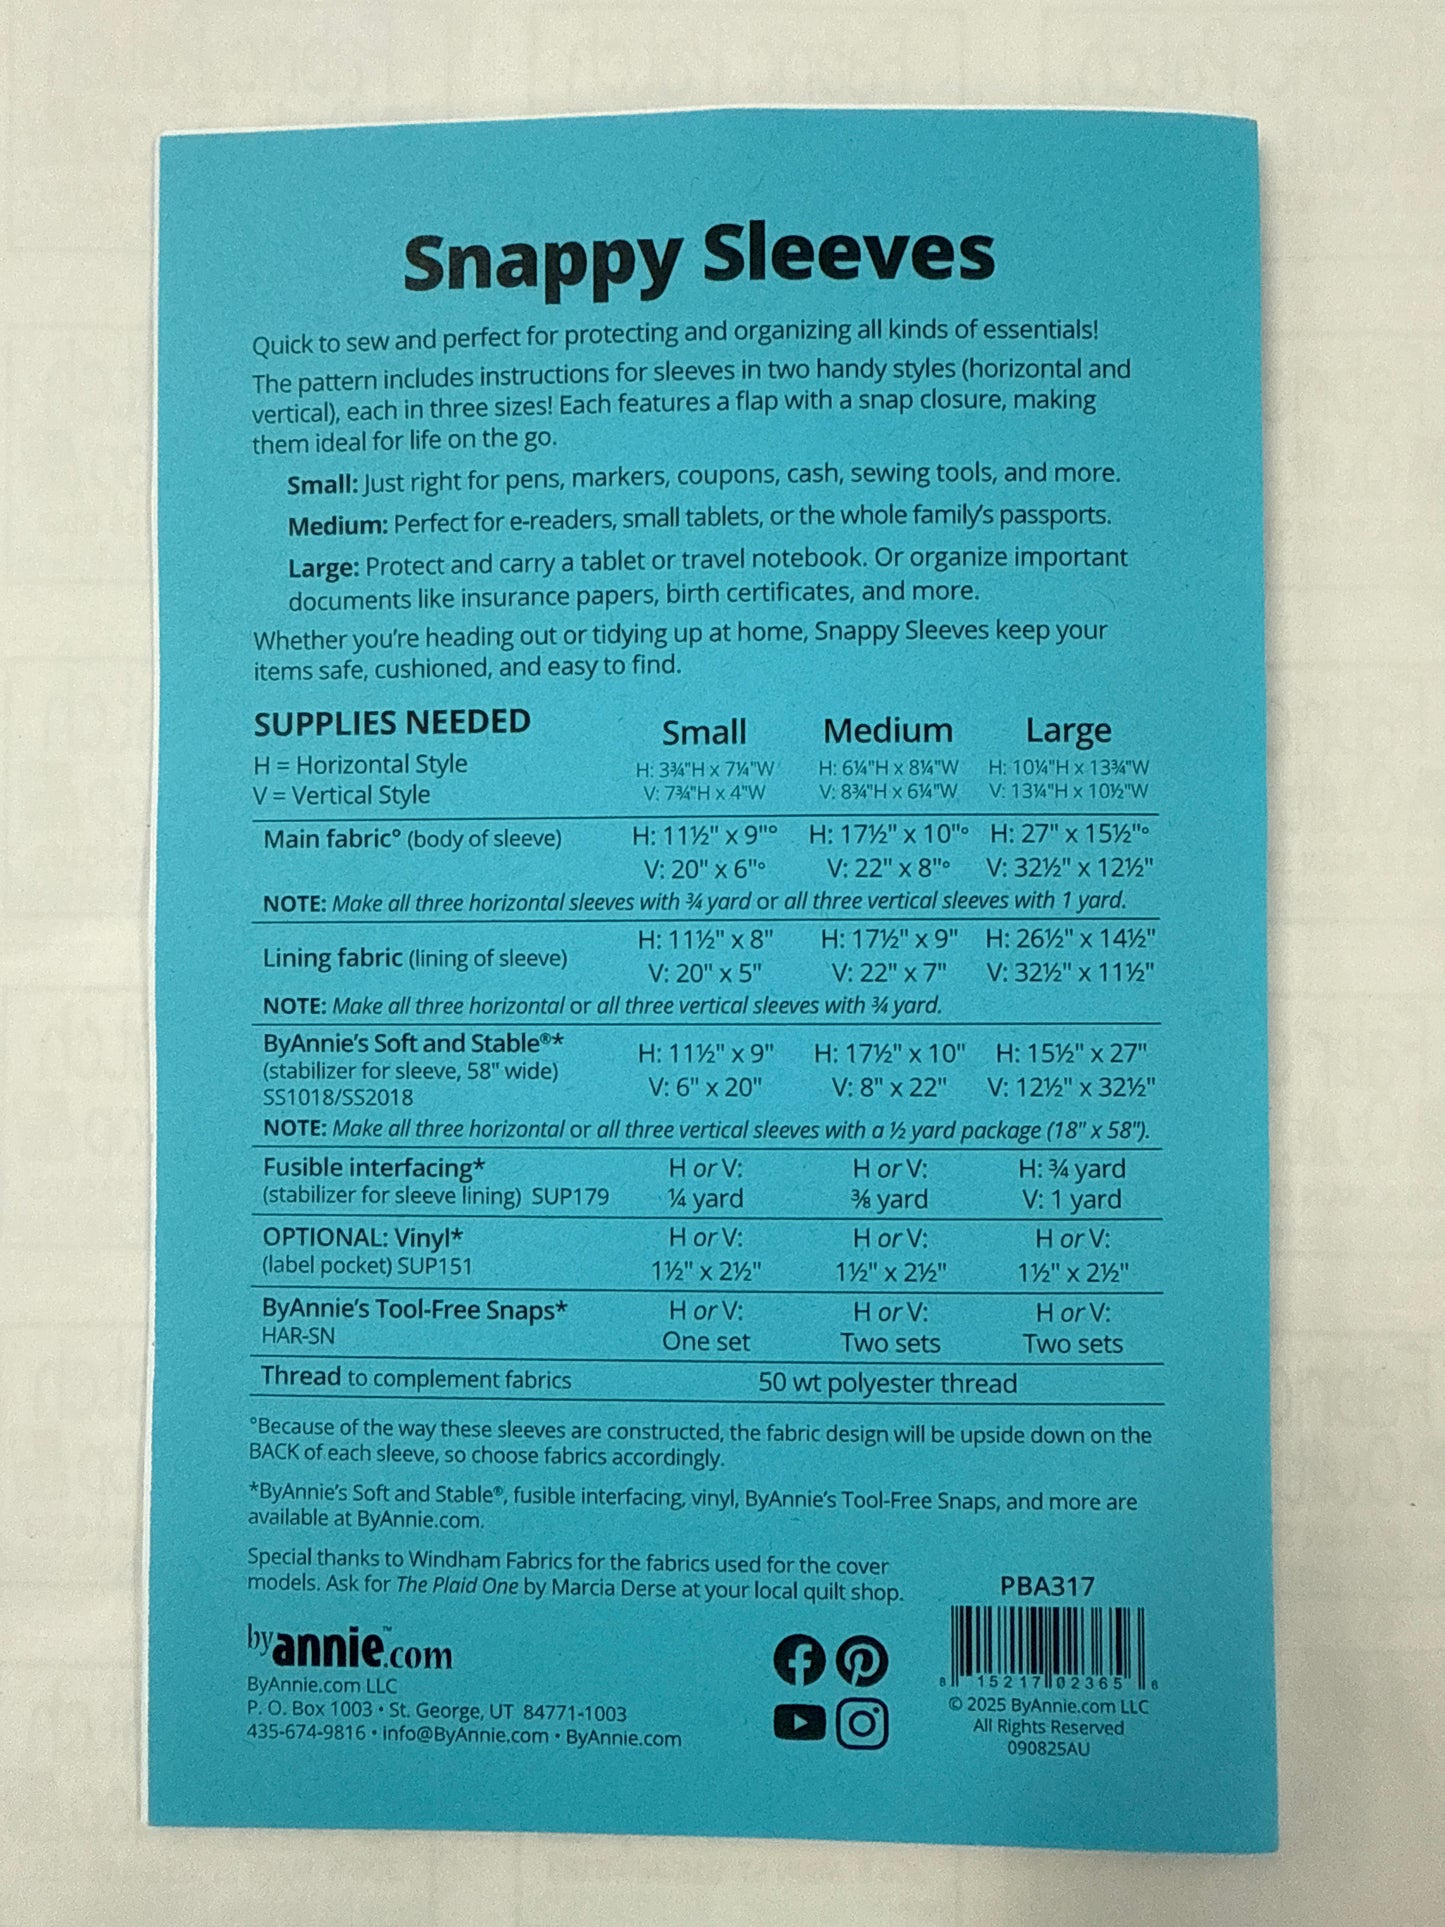 Snappy Sleeves
Quick to sew and perfect for protecting and organizing all kinds of essentials!
The pattern includes instructions for sleeves in two handy styles (horizontal and
vertical), each in three sizes! Each features a flap with a snap closure, making
them ideal for life on the go.
Small: Just right for pens, markers, coupons, cash, sewing tools, and more.
Medium: Perfect for e-readers, small tablets, or the whole family's passports.
Large: Protect and carry a tablet or travel notebook. Or organize important
documents like insurance papers, birth certificates, and more.
Whether you're heading out or tidying up at home, Snappy Sleeves keep your
items safe, cushioned, and easy to find.
SUPPLIES NEEDED Small Medium Large
H = Horizontal Style H: 3¾"H x 7¼"W H: 6¼"H x 8¼"W H: 10¼"H x 13¾"W
V = Vertical Style V: 7¾"H x 4"W V: 8¾"H x 6¼"W V: 13¼"H x 10½"W
Main fabric° (body of sleeve) H: 11½" x 9"° H: 17½" x 10"° H: 27" x 15½"°
V: 20" x 6"° V: 22" x 8"° V: 32½" x 12½"
NOTE: Make all three horizontal sleeves with ¾ yard or all three vertical sleeves with 1 yard.
Lining fabric (lining of sleeve) H: 11½" x 8" H: 17½" x 9" H: 26½" x 14½"
V: 20" x 5" V: 22" x 7" V: 32½" x 11½"
NOTE: Make all three horizontal or all three vertical sleeves with ¾ yard.
ByAnnie's Soft and Stable®* H: 11½" x 9" H: 17½" x 10" H: 15½" x 27"
(stabilizer for sleeve, 58" wide) V: 6" x 20" V: 8" x 22" V: 12½" x 32½"
SS1018/SS2018
NOTE: Make all three horizontal or all three vertical sleeves with a ½ yard package (18" x 58").
Fusible interfacing* H or V: H or V: H: ¾ yard
(stabilizer for sleeve lining) SUP179 ¼ yard ⅜ yard V: 1 yard
OPTIONAL: Vinyl* H or V: H or V: H or V:
(label pocket) SUP151 1½" x 2½" 1½" x 2½" 1½" x 2½"
ByAnnie's Tool-Free Snaps* H or V: H or V: H or V:
HAR-SN One set Two sets Two sets
Thread to complement fabrics 50 wt polyester thread
°Because of the way these sleeves are constructed, the fabric design will be upside down on the
BACK of each sleeve, so choose fabrics accordingly.
*ByAnnie's Soft and Stable®, fusible interfacing, vinyl, ByAnnie's Tool-Free Snaps, and more are
available at ByAnnie.com.
Special thanks to Windham Fabrics for the fabrics used for the cover
models. Ask for The Plaid One by Marcia Derse at your local quilt shop.
PBA317
byannie™.com
ByAnnie.com LLC
P. O. Box 1003 • St. George, UT 84771-1003
435-674-9816 • Info@ByAnnie.com • ByAnnie.com
8 15217 02365 6
© 2025 ByAnnie.com LLC
All Rights Reserved
090825AU